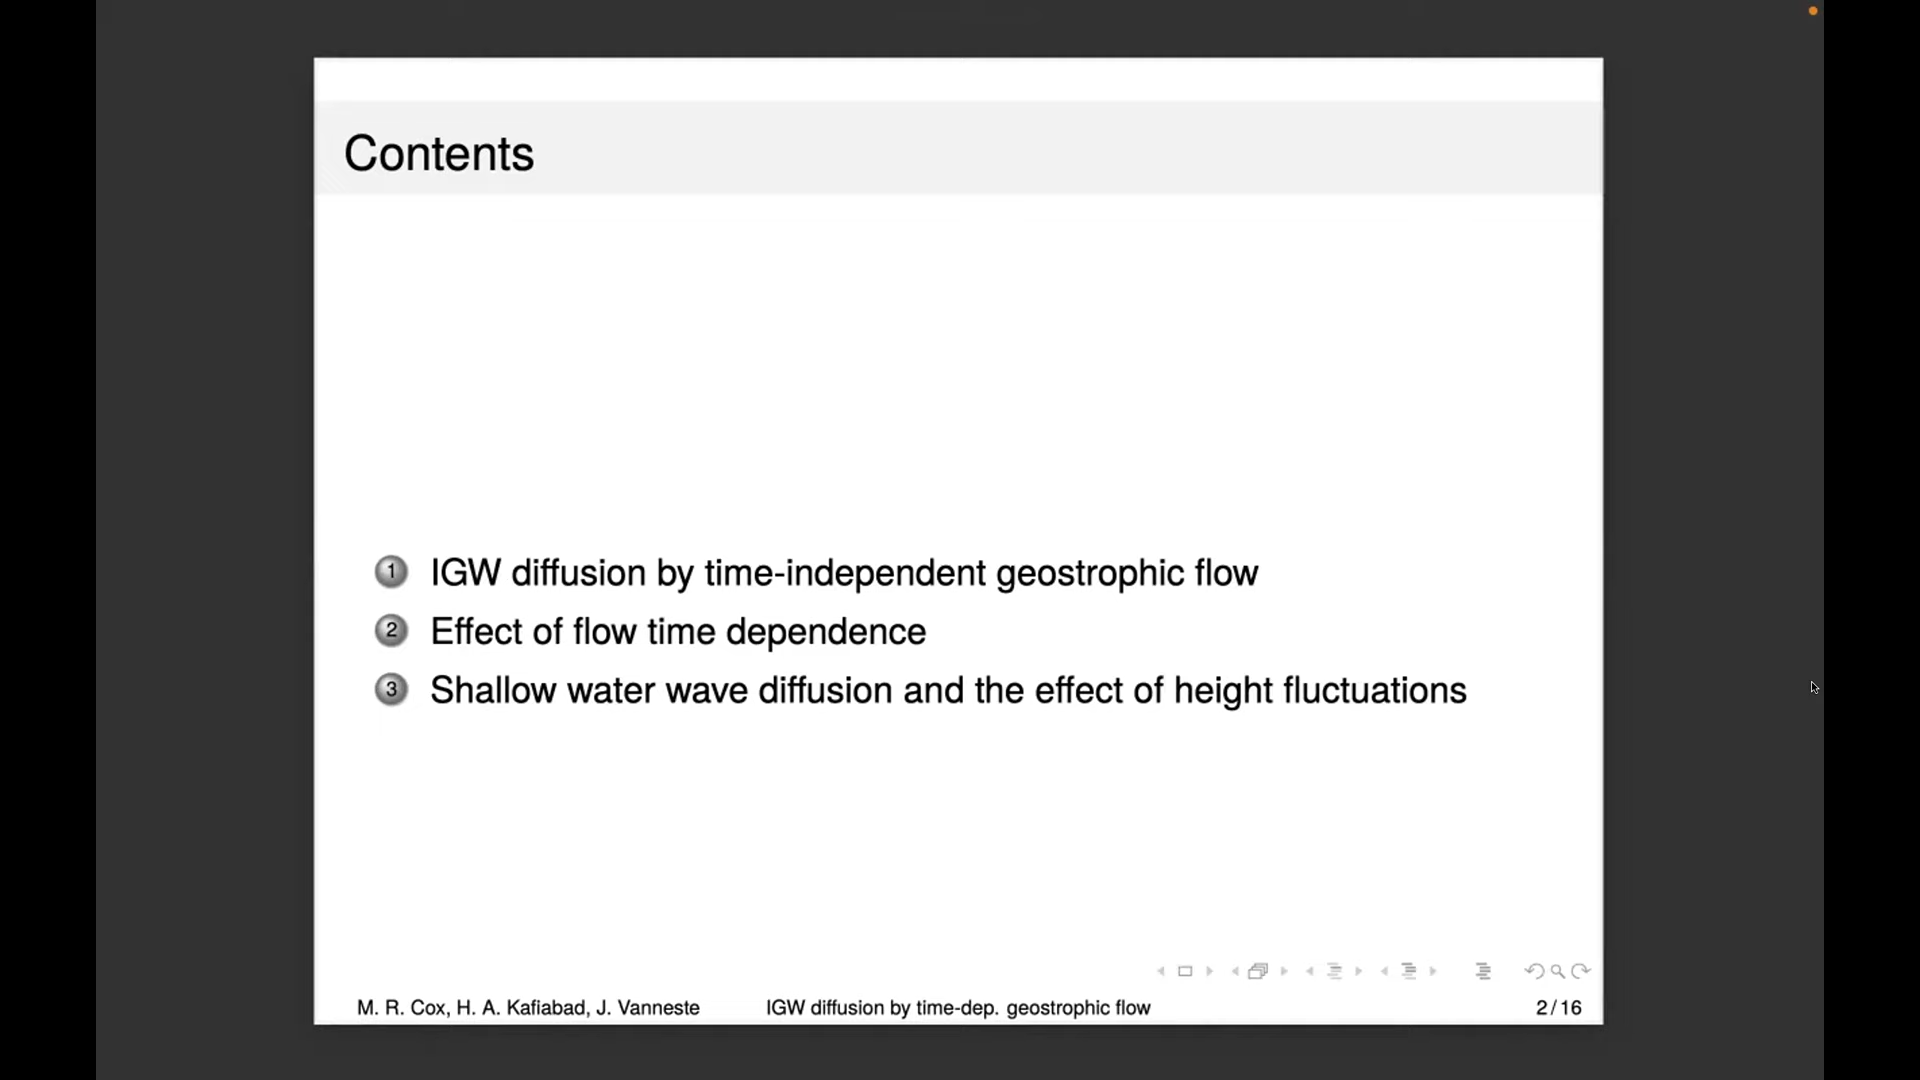 Contents
1 IGW diffusion by time-independent geostrophic flow
2 Effect of flow time dependence
3 Shallow water wave diffusion and the effect of height fluctuations
M. R. Cox, H. A. Kafiabad, J. Vanneste IGW diffusion by time-dep. geostrophic flow 2/16